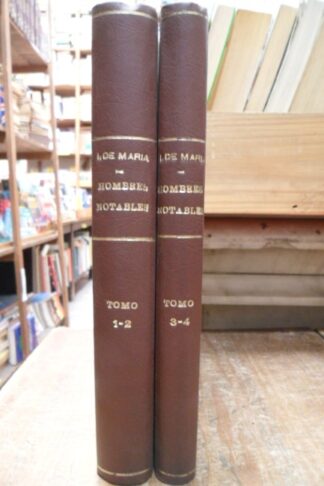 I. DE MARIA
HOMBRES
NOTABLES
TOMO
1-2
I. DE MARIA
HOMBRES
NOTABLES
TOMO
3-4